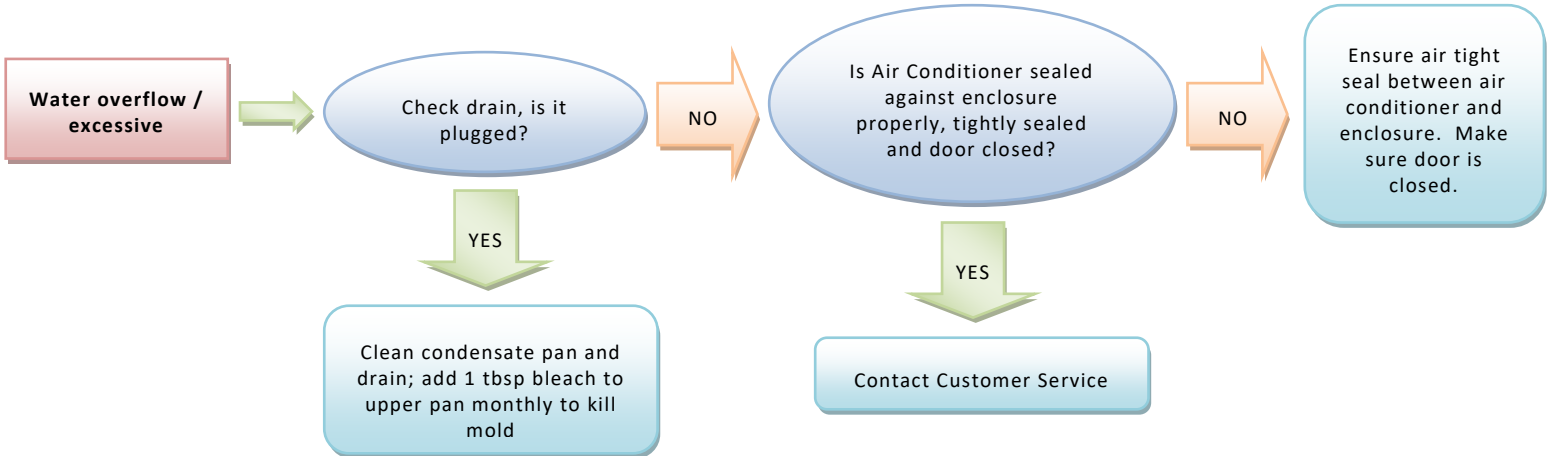 Water overflow /
excessive
Check drain, is it
plugged?
NO
Is Air Conditioner sealed
against enclosure
properly, tightly sealed
and door closed?
NO
Ensure air tight
seal between air
conditioner and
enclosure. Make
sure door is
closed.
YES
YES
Clean condensate pan and
drain; add 1 tbsp bleach to
upper pan monthly to kill
mold
Contact Customer Service